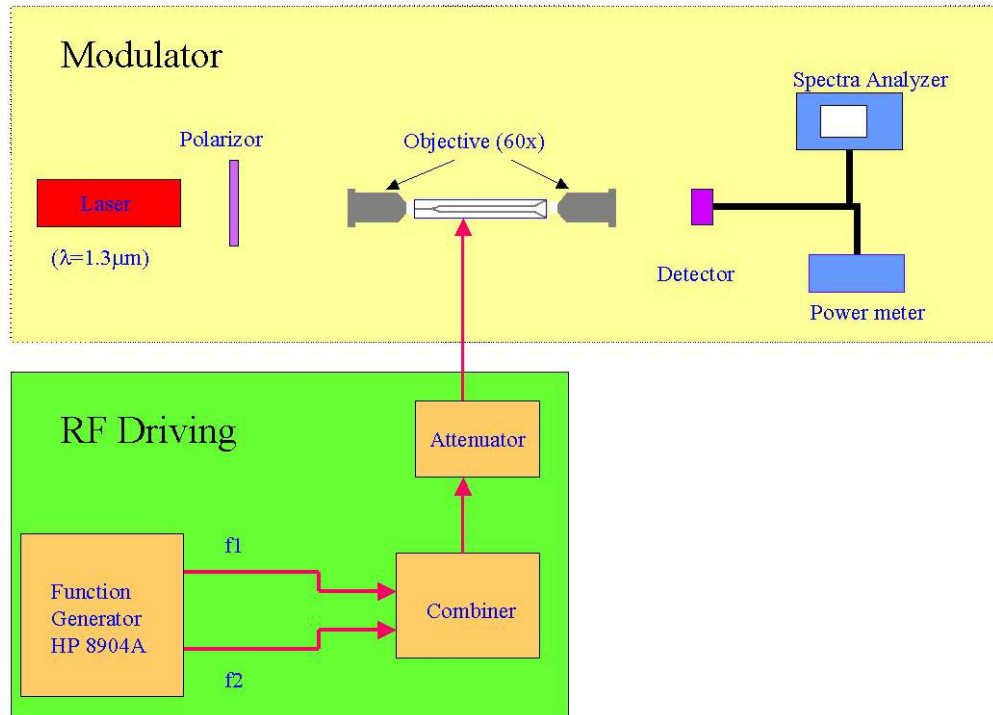 Modulator
Spectra Analyzer
Polarizor
Objective (60x)
Laser
(λ=1.3μm)
Detector
Power meter
RF Driving
Attenuator
f1
Function
Generator
HP 8904A
Combiner
f2